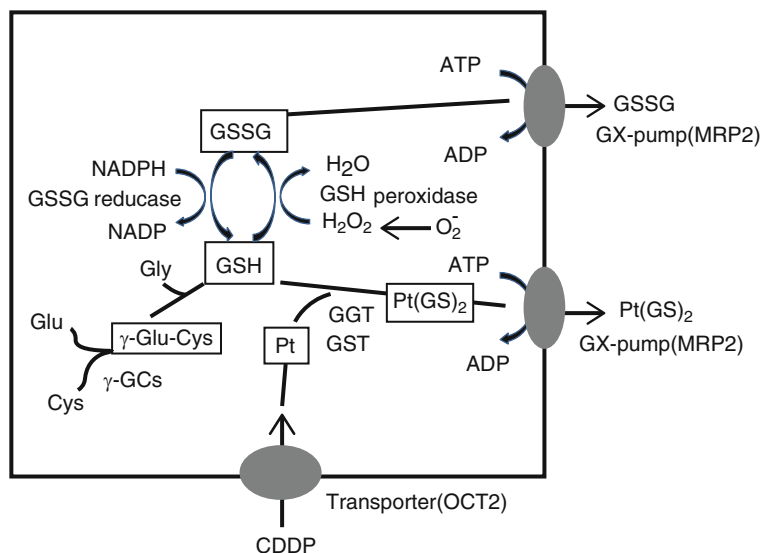 ATP
GSSG
GSSG
GX-pump(MRP2)
ADP
NADPH
H2O
GSSG reducase
GSH peroxidase
NADP
H2O2
O2-
Gly
GSH
ATP
Pt(GS)2
Pt(GS)2
GX-pump(MRP2)
GGT
GST
ADP
Glu
γ-Glu-Cys
Pt
γ-GCs
Cys
Transporter(OCT2)
CDDP